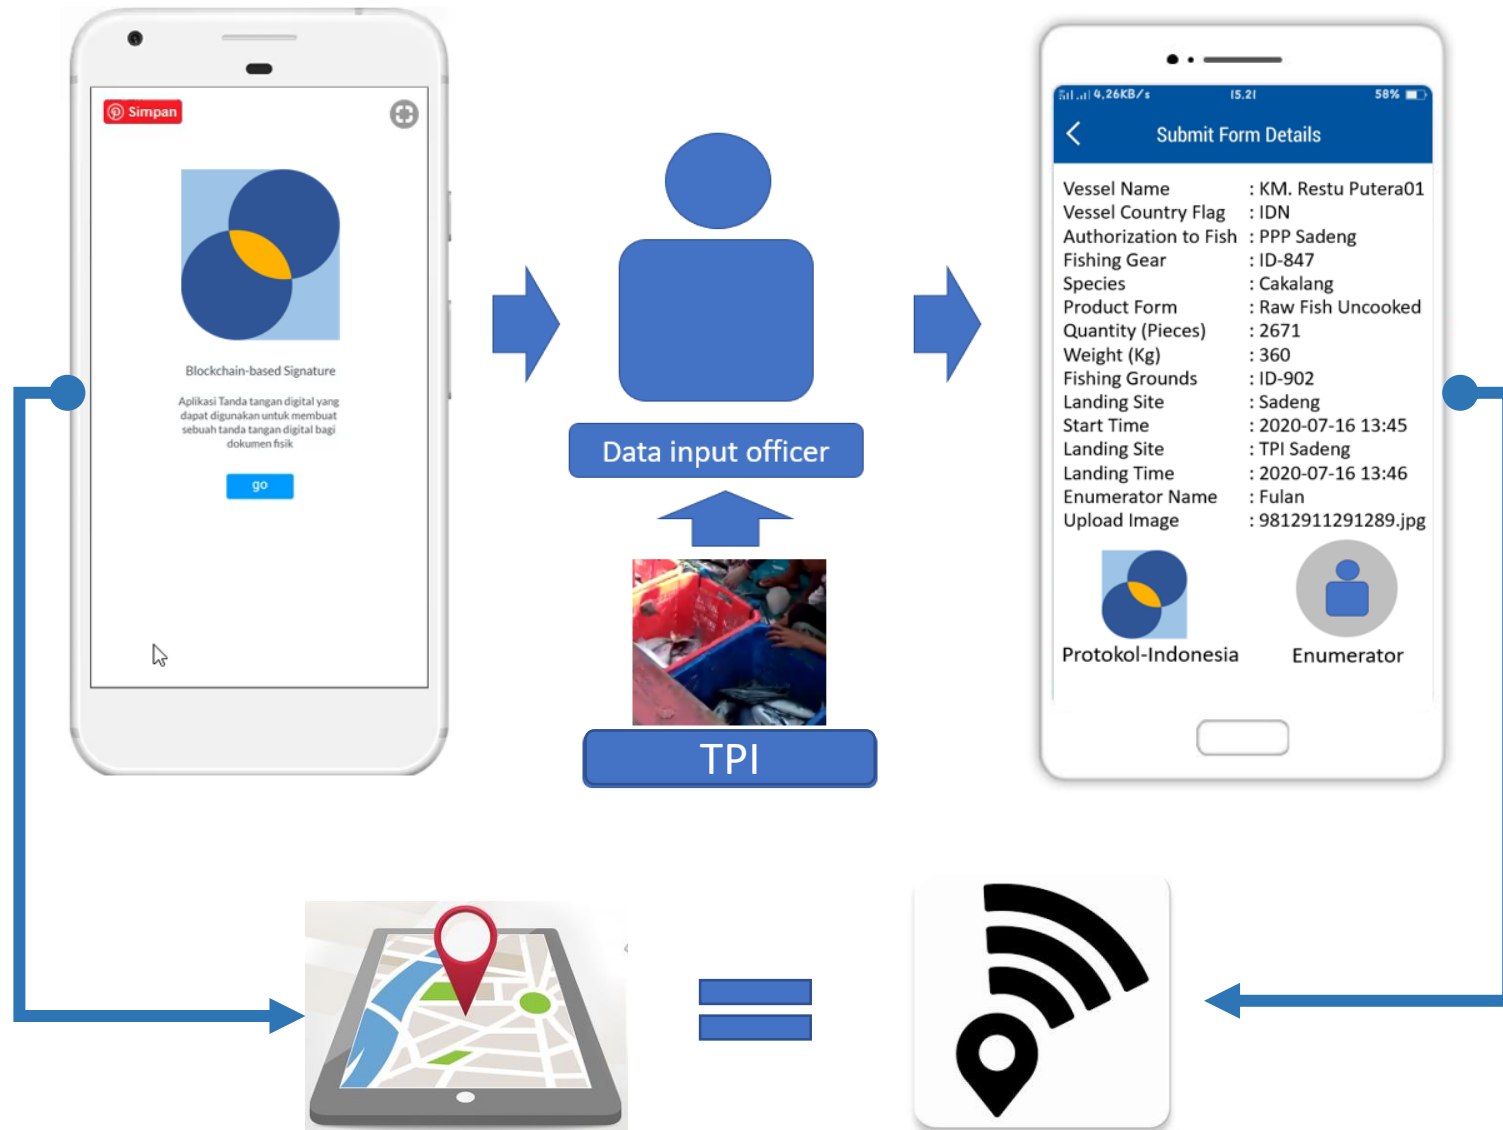 Simpan
Blockchain-based Signature
Aplikasi Tanda tangan digital yang
dapat digunakan untuk membuat
sebuah tanda tangan digital bagi
dokumen fisik
go
Data input officer
TPI
4,26KB/s 15.21 58%
Submit Form Details
Vessel Name : KM. Restu Putera01
Vessel Country Flag : IDN
Authorization to Fish : PPP Sadeng
Fishing Gear : ID-847
Species : Cakalang
Product Form : Raw Fish Uncooked
Quantity (Pieces) : 2671
Weight (Kg) : 360
Fishing Grounds : ID-902
Landing Site : Sadeng
Start Time : 2020-07-16 13:45
Landing Site : TPI Sadeng
Landing Time : 2020-07-16 13:46
Enumerator Name : Fulan
Upload Image : 9812911291289.jpg
Protokol-Indonesia
Enumerator